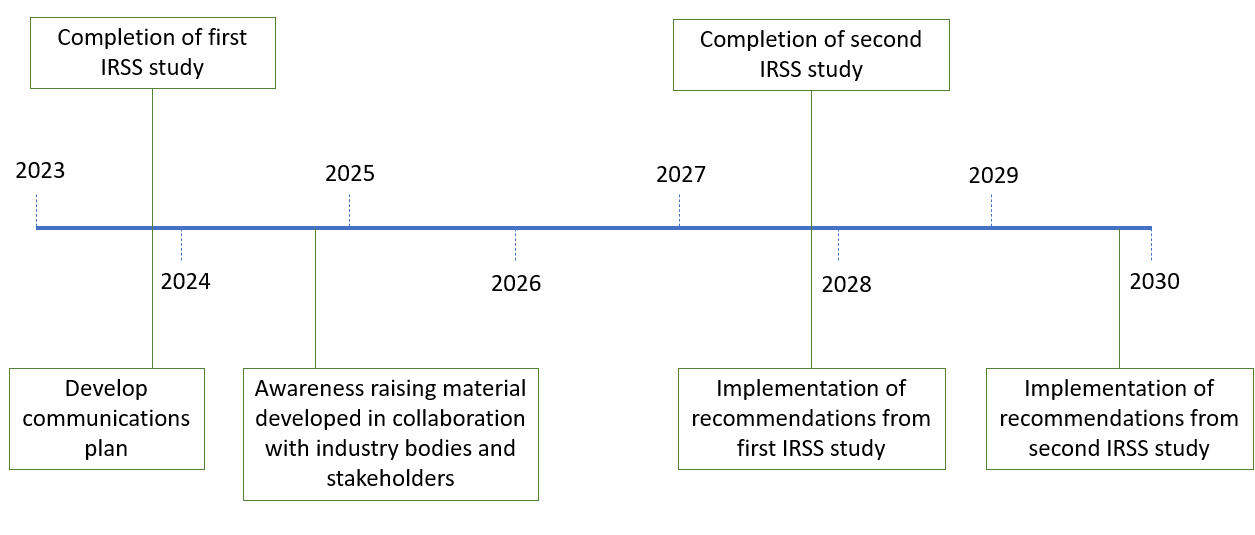 Completion of first
IRSS study
Completion of second
IRSS study
2023
2025
2027
2029
2024
2026
2028
2030
Develop
communications
plan
Awareness raising material
developed in collaboration
with industry bodies and
stakeholders
Implementation of
recommendations from
first IRSS study
Implementation of
recommendations from
second IRSS study